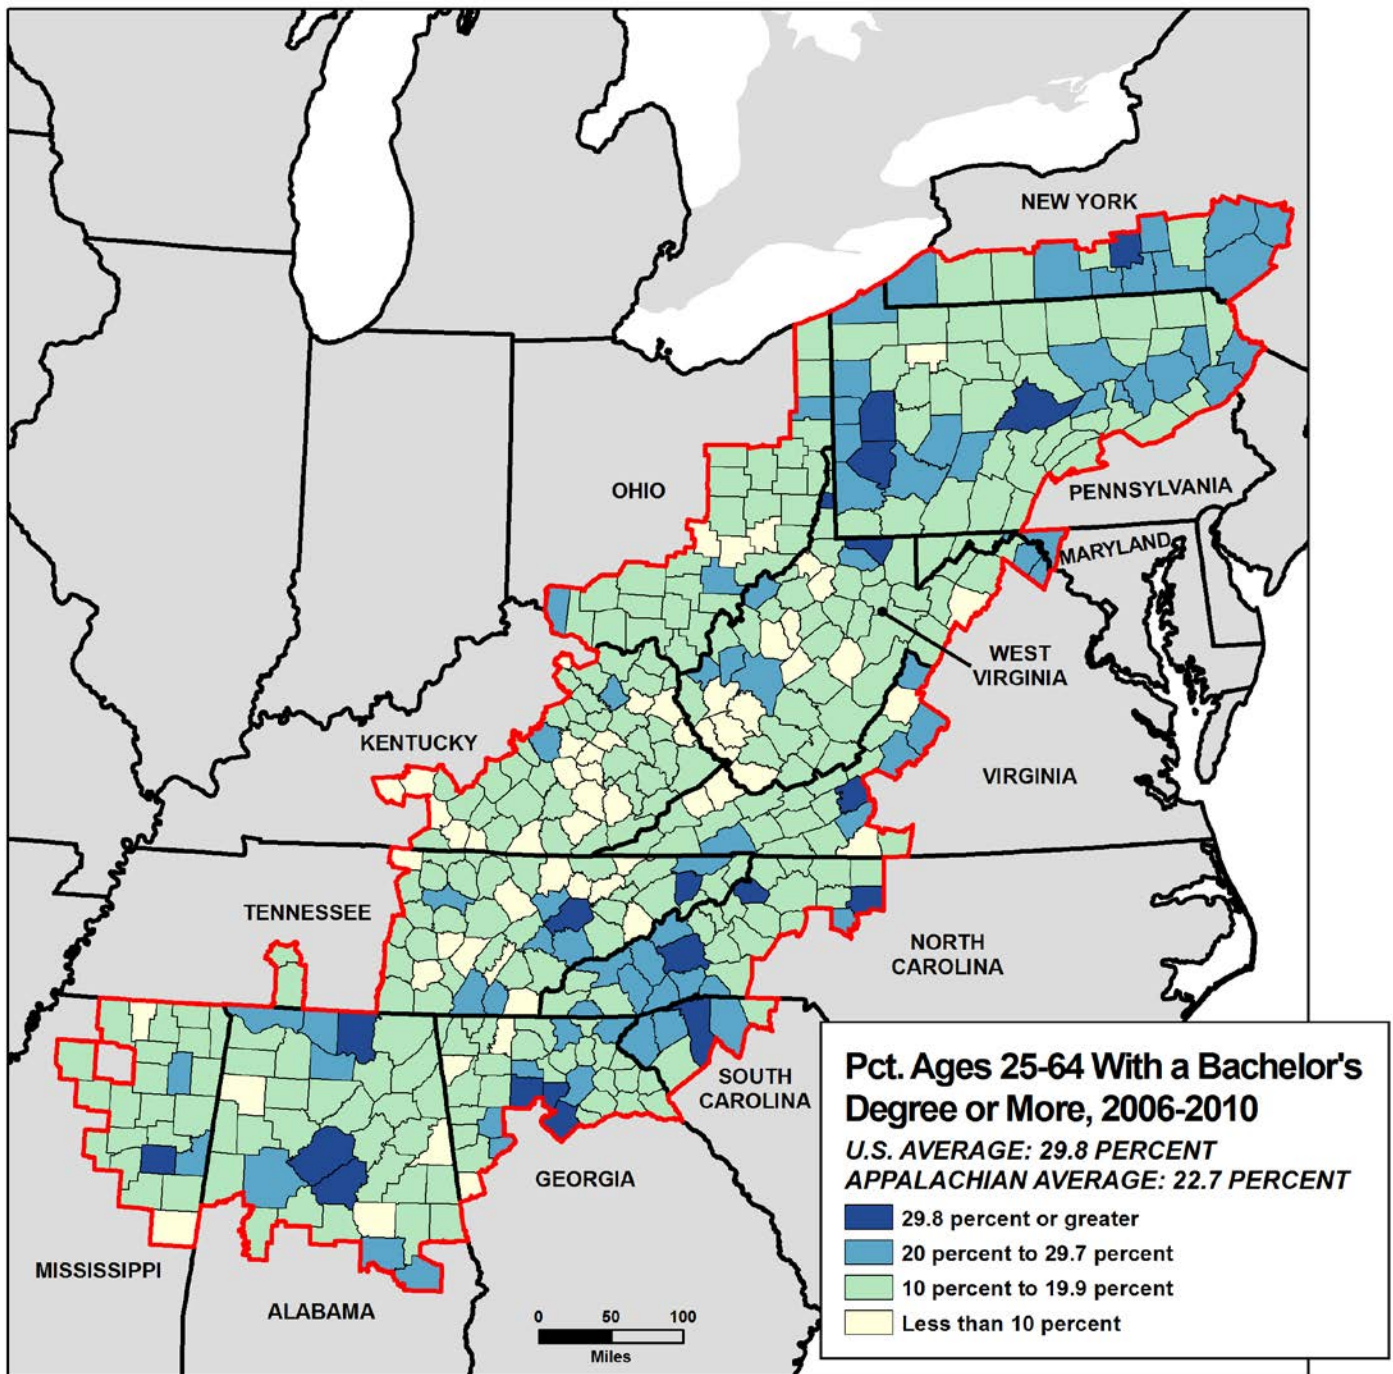 NEW YORK
OHIO
PENNSYLVANIA
MARYLAND
WEST
VIRGINIA
KENTUCKY
VIRGINIA
TENNESSEE
NORTH
CAROLINA
SOUTH
CAROLINA
GEORGIA
MISSISSIPPI
ALABAMA
0 50 100
Miles
Pct. Ages 25-64 With a Bachelor's
Degree or More, 2006-2010
U.S. AVERAGE: 29.8 PERCENT
APPALACHIAN AVERAGE: 22.7 PERCENT
29.8 percent or greater
20 percent to 29.7 percent
10 percent to 19.9 percent
Less than 10 percent